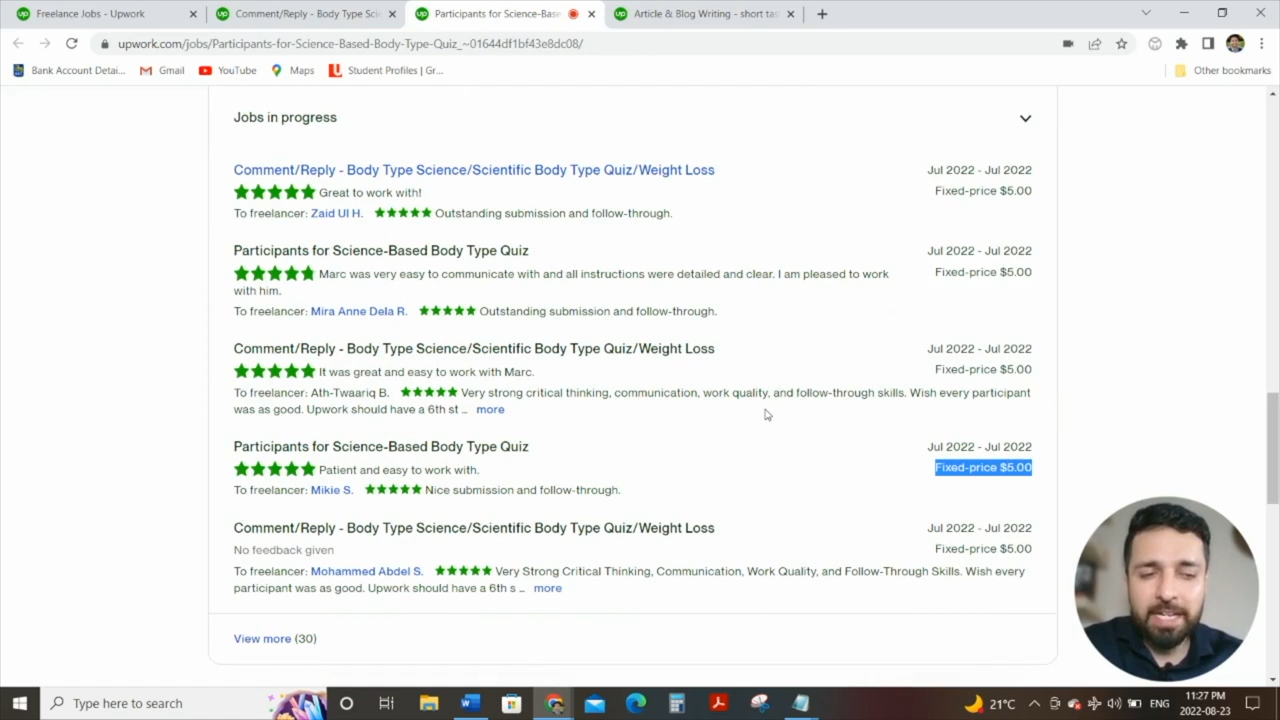 Freelance Jobs - Upwork
Comment/Reply - Body Type Scie
Participants for Science-Base
Article & Blog Writing - short tas
upwork.com/jobs/Participants-for-Science-Based-Body-Type-Quiz_~01644df1bf43e8dc08/
Bank Account Detai...
Gmail
YouTube
Maps
Student Profiles | Gr...
Other bookmarks
Jobs in progress
Comment/Reply - Body Type Science/Scientific Body Type Quiz/Weight Loss
Jul 2022 - Jul 2022
Great to work with!
Fixed-price $5.00
To freelancer: Zaid Ul H. Outstanding submission and follow-through.
Participants for Science-Based Body Type Quiz
Jul 2022 - Jul 2022
Marc was very easy to communicate with and all instructions were detailed and clear. I am pleased to work
Fixed-price $5.00
with him.
To freelancer: Mira Anne Dela R. Outstanding submission and follow-through.
Comment/Reply - Body Type Science/Scientific Body Type Quiz/Weight Loss
Jul 2022 - Jul 2022
It was great and easy to work with Marc.
Fixed-price $5.00
To freelancer: Ath-Twaariq B. Very strong critical thinking, communication, work quality, and follow-through skills. Wish every participant
was as good. Upwork should have a 6th st ... more
Participants for Science-Based Body Type Quiz
Jul 2022 - Jul 2022
Patient and easy to work with.
Fixed-price $5.00
To freelancer: Mikie S. Nice submission and follow-through.
Comment/Reply - Body Type Science/Scientific Body Type Quiz/Weight Loss
Jul 2022 - Jul 2022
No feedback given
Fixed-price $5.00
To freelancer: Mohammed Abdel S. Very Strong Critical Thinking, Communication, Work Quality, and Follow-Through Skills. Wish every
participant was as good. Upwork should have a 6th s ... more
View more (30)
Type here to search
21°C
ENG
11:27 PM
2022-08-23